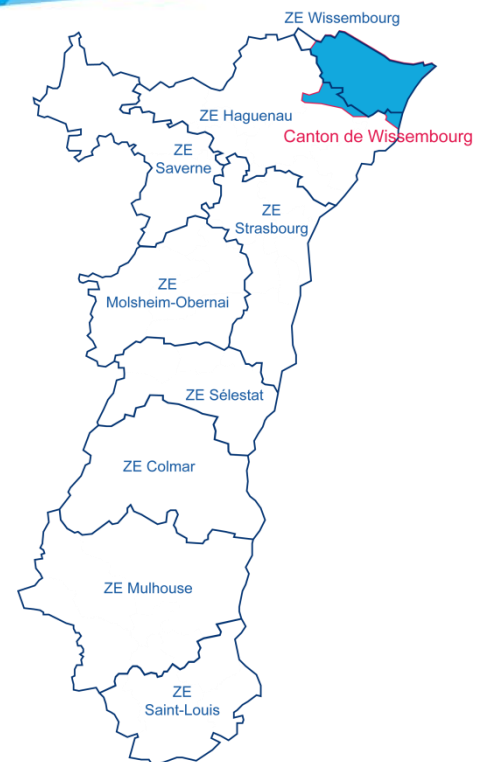 ZE Wissembourg
ZE Haguenau
Canton de Wissembourg
ZE
Saverne
ZE
Strasbourg
ZE
Molsheim-Obernai
ZE Sélestat
ZE Colmar
ZE Mulhouse
ZE
Saint-Louis